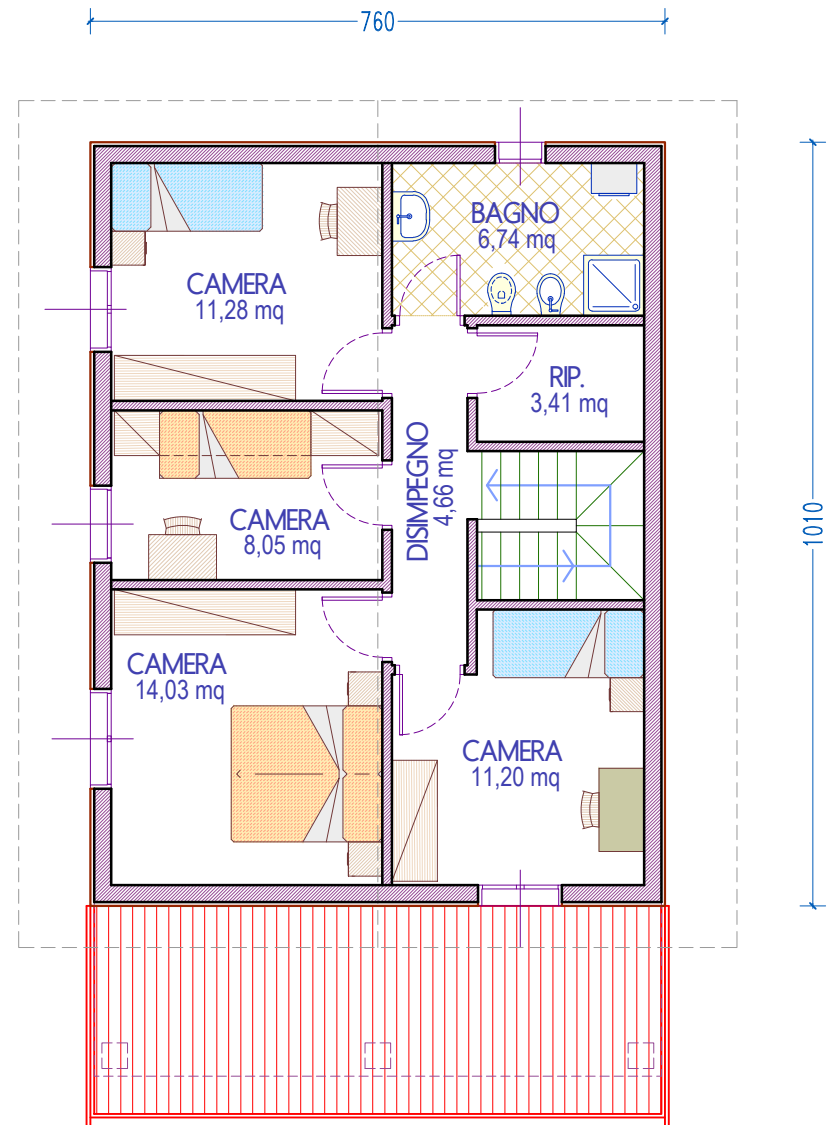 760
BAGNO
6,74 mq
CAMERA
11,28 mq
RIP.
3,41 mq
DISIMPEGNO
4,66 mq
CAMERA
8,05 mq
1010
CAMERA
14,03 mq
CAMERA
11,20 mq